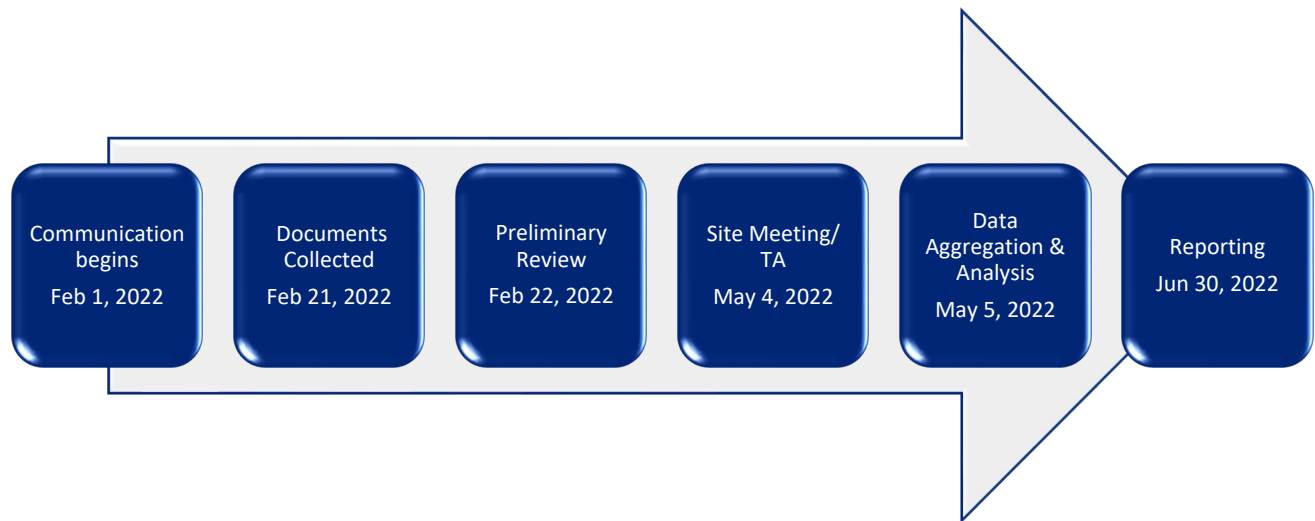 Communication
begins
Feb 1, 2022
Documents
Collected
Feb 21, 2022
Preliminary
Review
Feb 22, 2022
Site Meeting/
TA
May 4, 2022
Data
Aggregation &
Analysis
May 5, 2022
Reporting
Jun 30, 2022